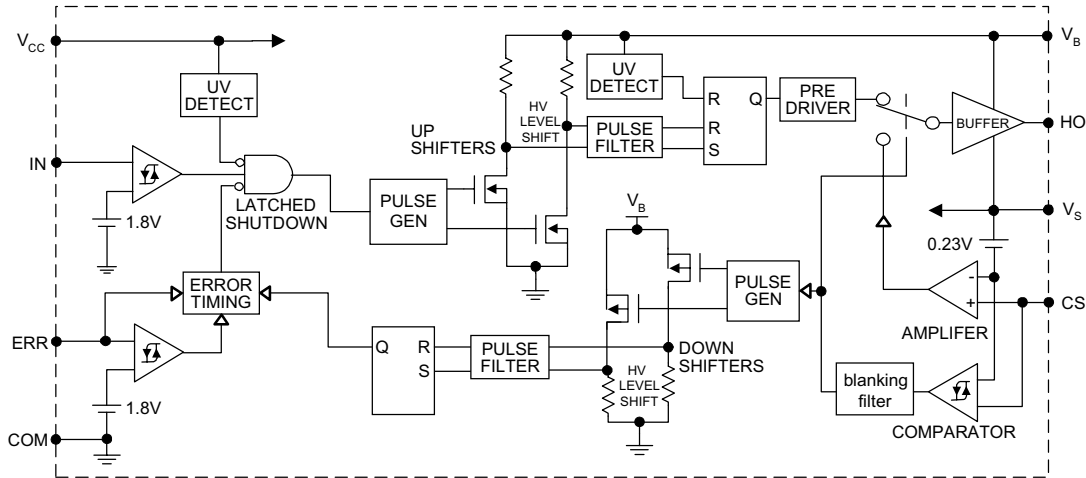 VCC
UV
DETECT
IN
1.8V
LATCHED
SHUTDOWN
PULSE
GEN
UP
SHIFTERS
HV
LEVEL
SHIFT
UV
DETECT
PULSE
FILTER
R
R
S
Q
PRE
DRIVER
BUFFER
VB
HO
VS
0.23V
-
+
AMPLIFER
CS
ERROR
TIMING
ERR
1.8V
COM
Q
R
S
PULSE
FILTER
VB
HV
LEVEL
SHIFT
DOWN
SHIFTERS
PULSE
GEN
blanking
filter
COMPARATOR